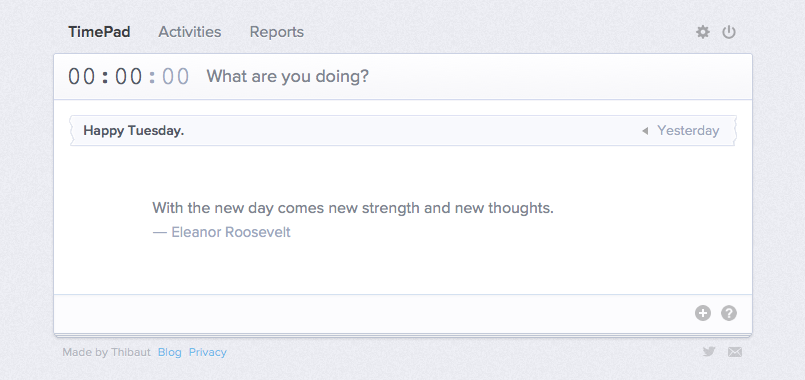 TimePad Activities Reports
00:00:00 What are you doing?
Happy Tuesday. Yesterday
With the new day comes new strength and new thoughts.
— Eleanor Roosevelt
Made by Thibaut Blog Privacy